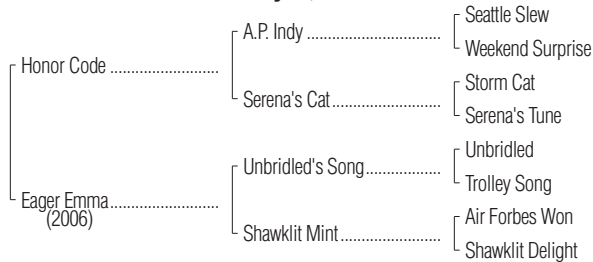 Seattle Slew
A.P. Indy ..............................
Weekend Surprise
Honor Code .........................
Storm Cat
Serena's Cat ........................
Serena's Tune
Unbridled
Unbridled's Song .................
Trolley Song
Eager Emma .........................
(2006)
Air Forbes Won
Shawklit Mint .......................
Shawklit Delight